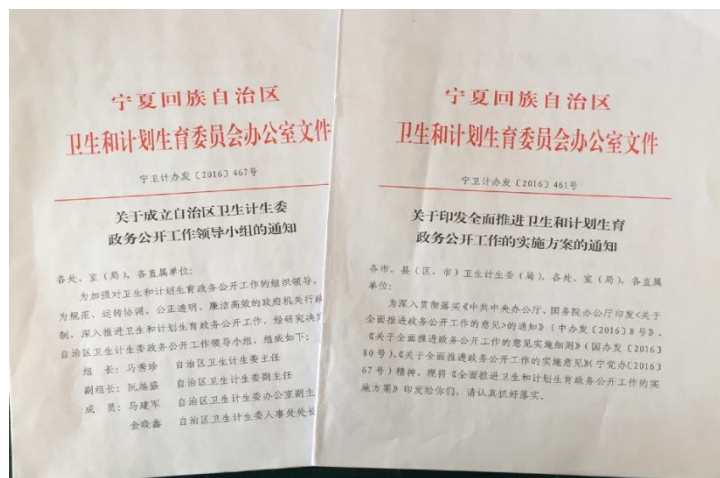 宁夏回族自治区
卫生和计划生育委员会办公室文件
宁卫计办发〔2016〕467号
关于成立自治区卫生计生委
政务公开工作领导小组的通知
各处、室（局），各直属单位：
为加强对卫生和计划生育政务公开工作的组织领导，
为规范、运转协调、公正透明、廉洁高效的政府机关行政
制，深入推进卫生和计划生育政务公开工作，经研究决定
自治区卫生计生委政务公开工作领导小组，组成如下：
组 长：马秀珍 自治区卫生计生委主任
副组长：阮旭盛 自治区卫生计生委副主任
成 员：马建军 自治区卫生计生委办公室副主
金晓鑫 自治区卫生计生委人事处处长
宁夏回族自治区
卫生和计划生育委员会办公室文件
宁卫计办发〔2016〕461号
关于印发全面推进卫生和计划生育
政务公开工作的实施方案的通知
各市、县（区、市）卫生计生委（局），各处、室（局），各直属
单位：
为深入贯彻落实《中共中央办公厅、国务院办公厅印发<关于
全面推进政务公开工作的意见>的通知》（中办发〔2016〕8号）、
《关于全面推进政务公开工作的意见实施细则》（国办发〔2016〕
80号）、《关于全面推进政务公开工作的实施意见》（宁党办〔2016〕
67号）精神，现将《全面推进卫生和计划生育政务公开工作的实
施方案》印发给你们，请认真抓好落实。